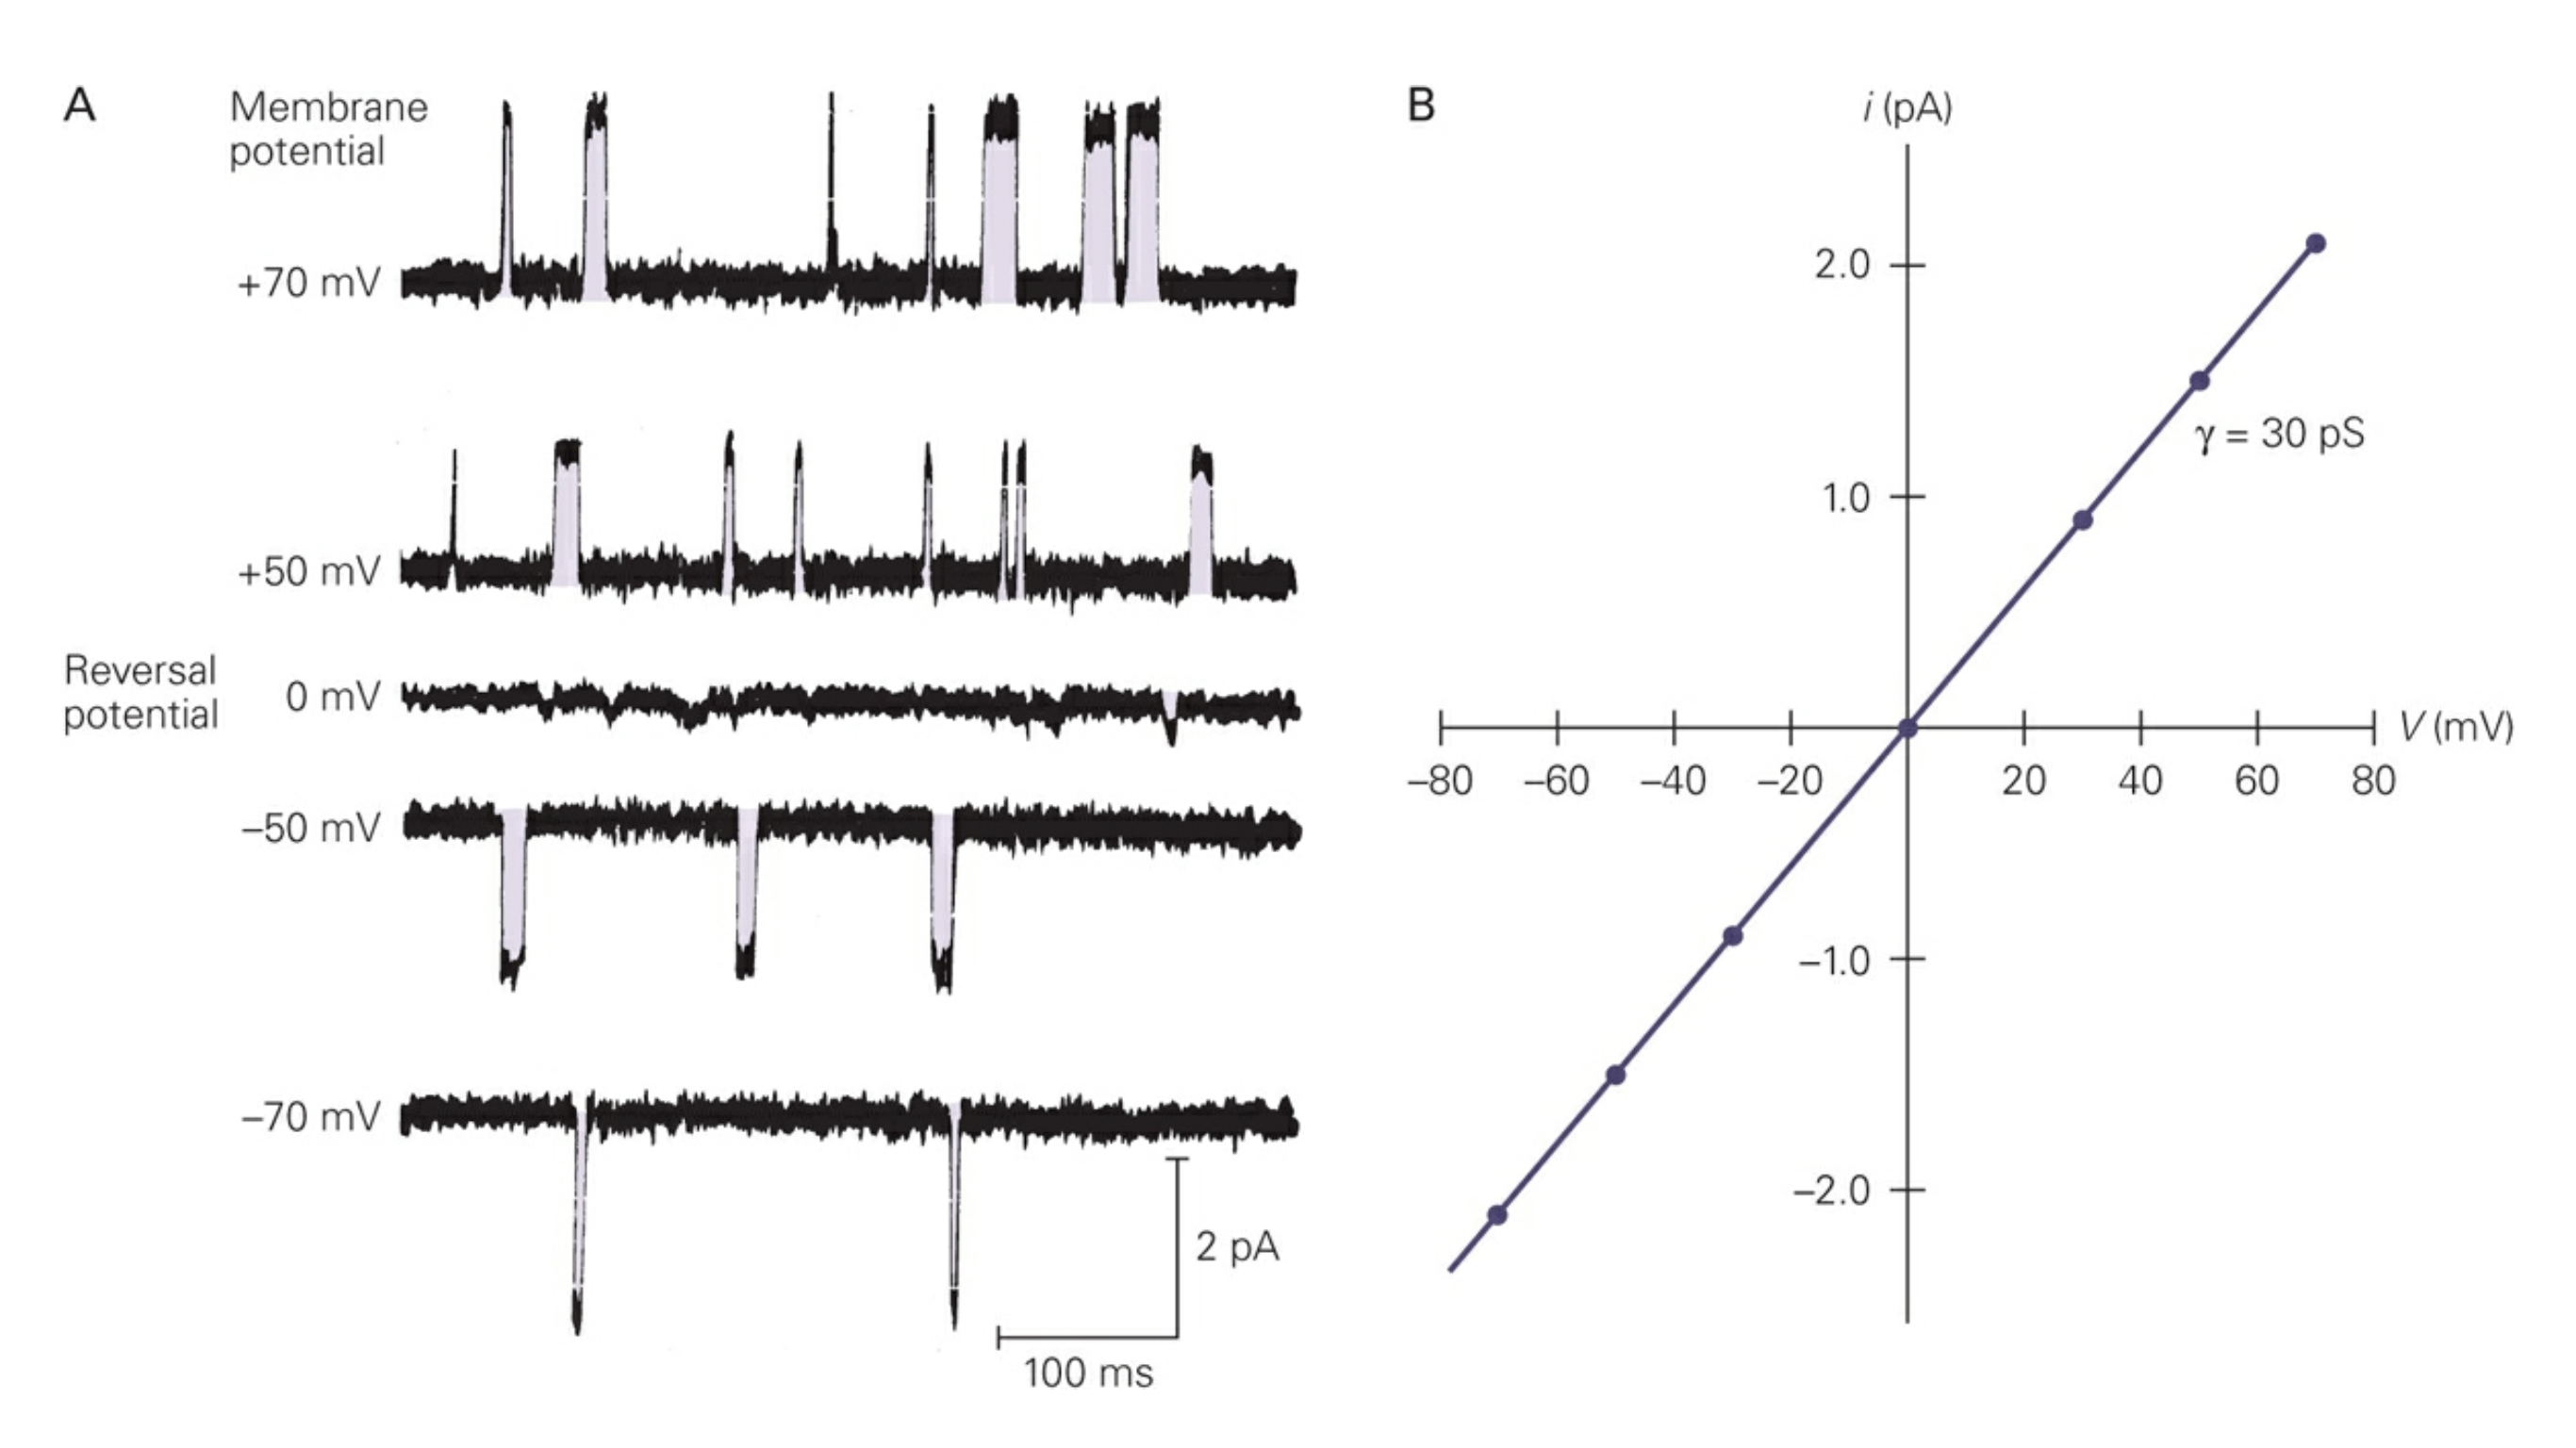 A
Membrane
potential
+70 mV
+50 mV
Reversal
potential
0 mV
–50 mV
–70 mV
2 pA
100 ms
B
i (pA)
2.0
1.0
γ = 30 pS
V (mV)
–80 –60 –40 –20 20 40 60 80
–1.0
–2.0